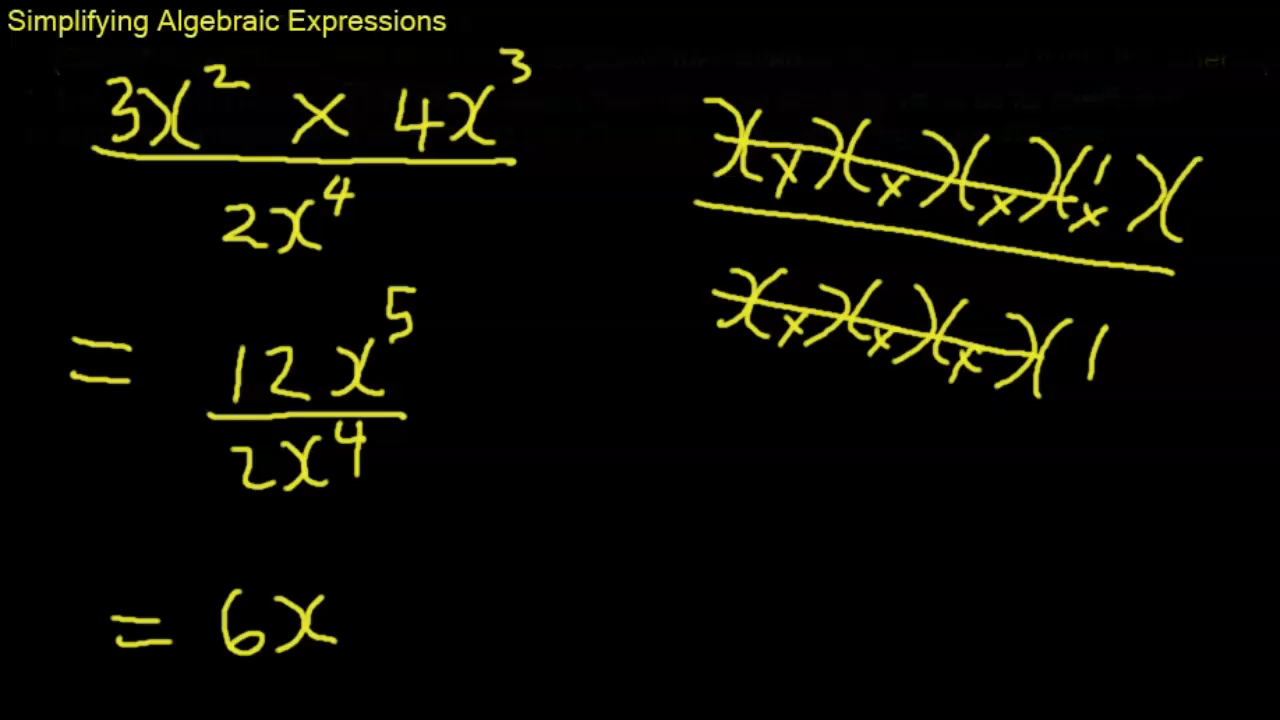 Simplifying Algebraic Expressions
3x² × 4x³
2x⁴
= 12x⁵
2x⁴
= 6x
x × x × x × x ' × x
x × x × x × x 1